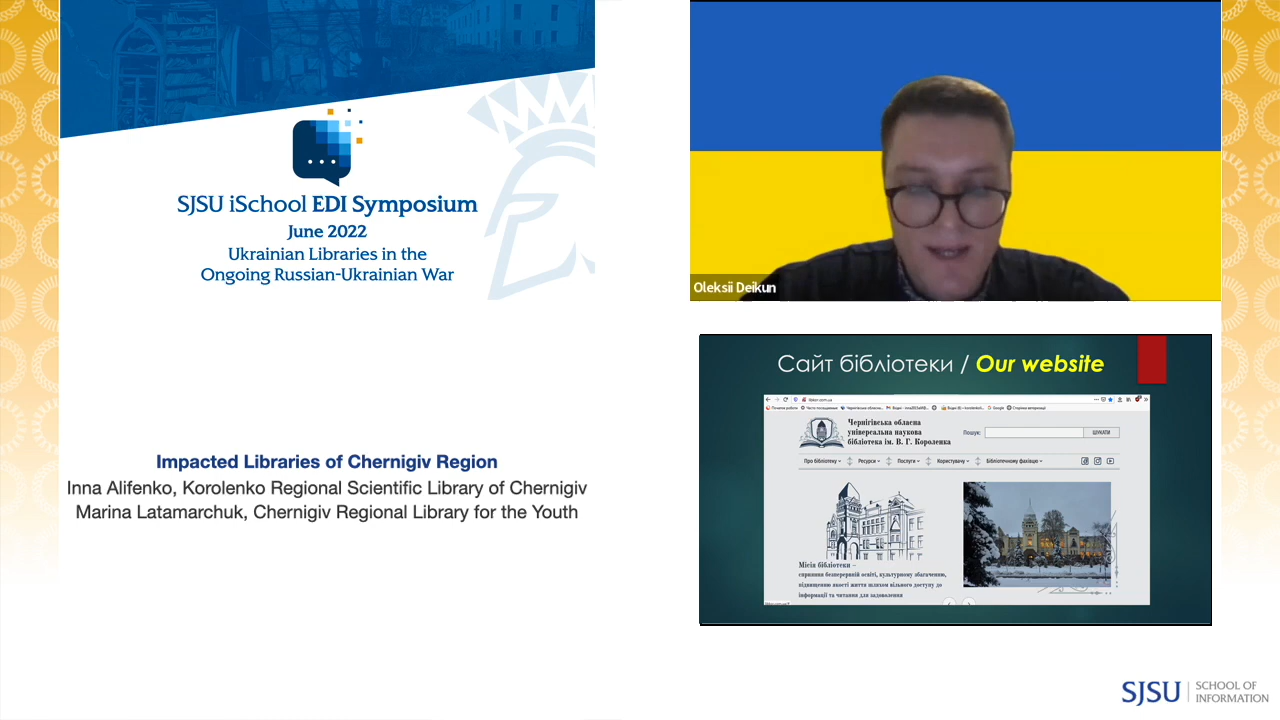 SJSU iSchool EDI Symposium
June 2022
Ukrainian Libraries in the
Ongoing Russian-Ukrainian War
Impacted Libraries of Chernigiv Region
Inna Alifenko, Korolenko Regional Scientific Library of Chernigiv
Marina Latamarchuk, Chernigiv Regional Library for the Youth
Oleksii Deikun
Сайт бібліотеки / Our website
Чернігівська обласна
універсальна наукова
бібліотека ім. В. Г. Короленка
Пошук:
ШУКАТИ
Про бібліотеку
Ресурси
Послуги
Користувачу
Бібліотечному фахівцю
Місія бібліотеки –
сприяння безперервній освіті, культурному збагаченню,
підвищенню якості життя шляхом вільного доступу до
інформації та читання для задоволення
SJSU
SCHOOL OF
INFORMATION